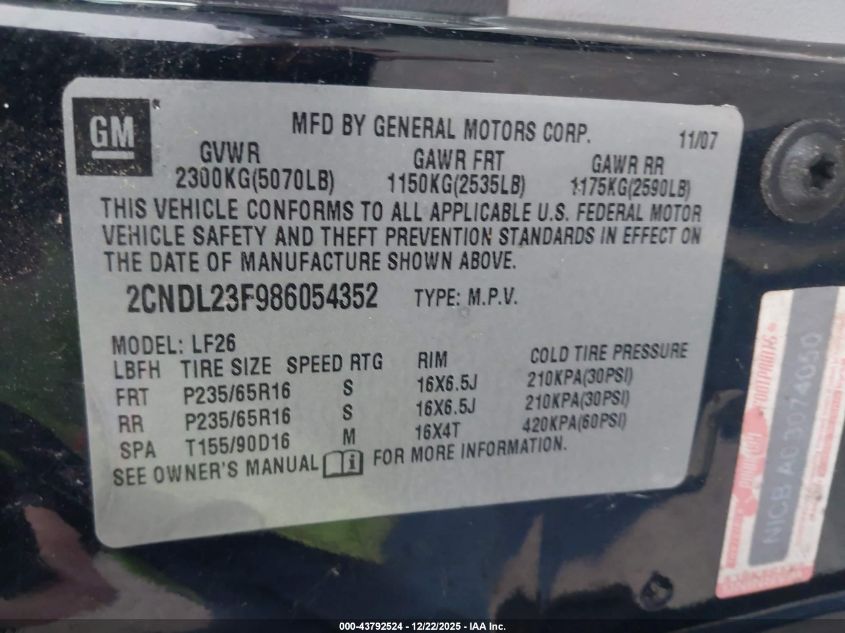 GM
MFD BY GENERAL MOTORS CORP. 11/07
GVWR GAWR FRT GAWR RR
2300KG(5070LB) 1150KG(2535LB) 1175KG(2590LB)
THIS VEHICLE CONFORMS TO ALL APPLICABLE U.S. FEDERAL MOTOR
VEHICLE SAFETY AND THEFT PREVENTION STANDARDS IN EFFECT ON
THE DATE OF MANUFACTURE SHOWN ABOVE.
2CNDL23F986054352 TYPE: M.P.V.
MODEL: LF26
LBFH TIRE SIZE SPEED RTG RIM COLD TIRE PRESSURE
FRT P235/65R16 S 16X6.5J 210KPA(30PSI)
RR P235/65R16 S 16X6.5J 210KPA(30PSI)
SPA T155/90D16 M 16X4T 420KPA(60PSI)
SEE OWNER'S MANUAL FOR MORE INFORMATION.
NICB A03074050
000-43792524 - 12/22/2025 - IAA Inc.